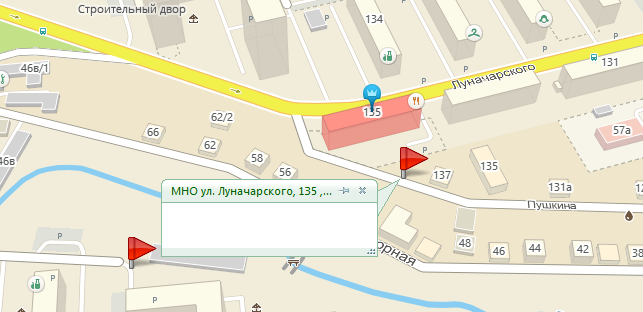 Строительный двор
134
P
P
P
P
46в/1
Луначарского
131
135
62/2
66
62
57а
46в
58
56
135
137
131а
МНО ул. Луначарского, 135 ,...
Пушкина
38
P
48
46
44
42
орная
P
P